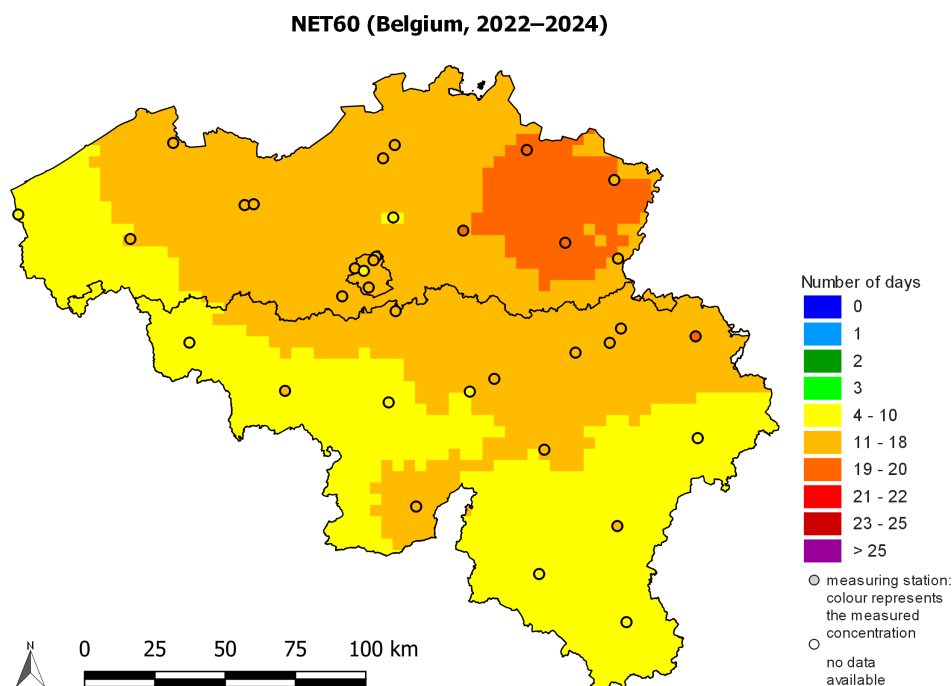 NET60 (Belgium, 2022–2024)
Number of days
0
1
2
3
4 - 10
11 - 18
19 - 20
21 - 22
23 - 25
> 25
measuring station:
colour represents
the measured
concentration
no data
available
N
0 25 50 75 100 km